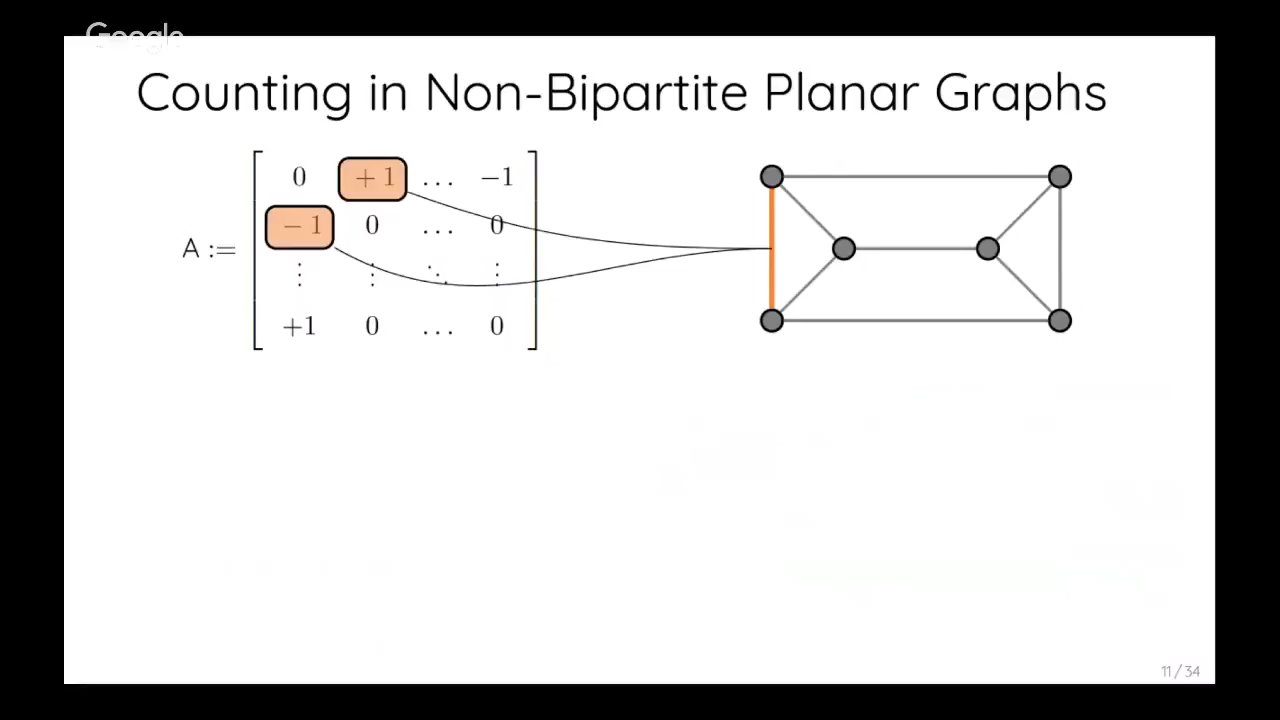 Google
Counting in Non-Bipartite Planar Graphs
A :=
0 +1 ... −1
−1 0 ... 0
⋮ ⋮ ⋱ ⋮
+1 0 ... 0
11 / 34